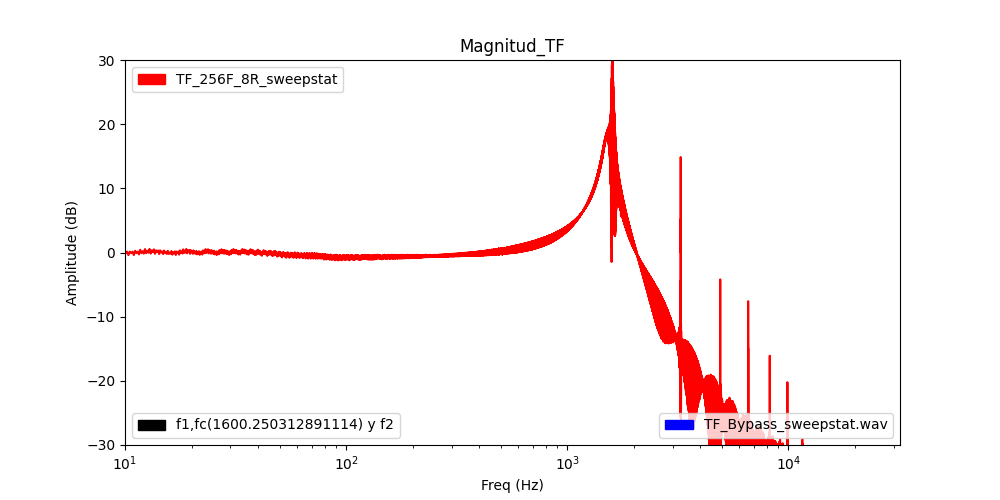 Magnitud_TF
TF_256F_8R_sweepstat
30
20
10
0
−10
−20
−30
Amplitude (dB)
f1,fc(1600.250312891114) y f2
TF_Bypass_sweepstat.wav
10¹ 10² 10³ 10⁴
Freq (Hz)